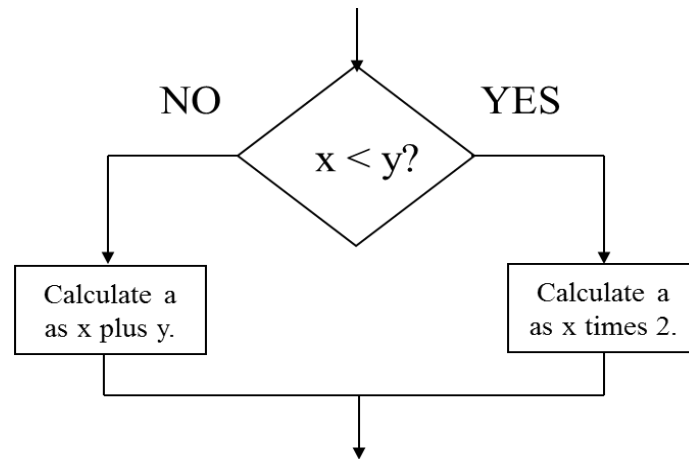 NO
YES
x < y?
Calculate a
as x plus y.
Calculate a
as x times 2.